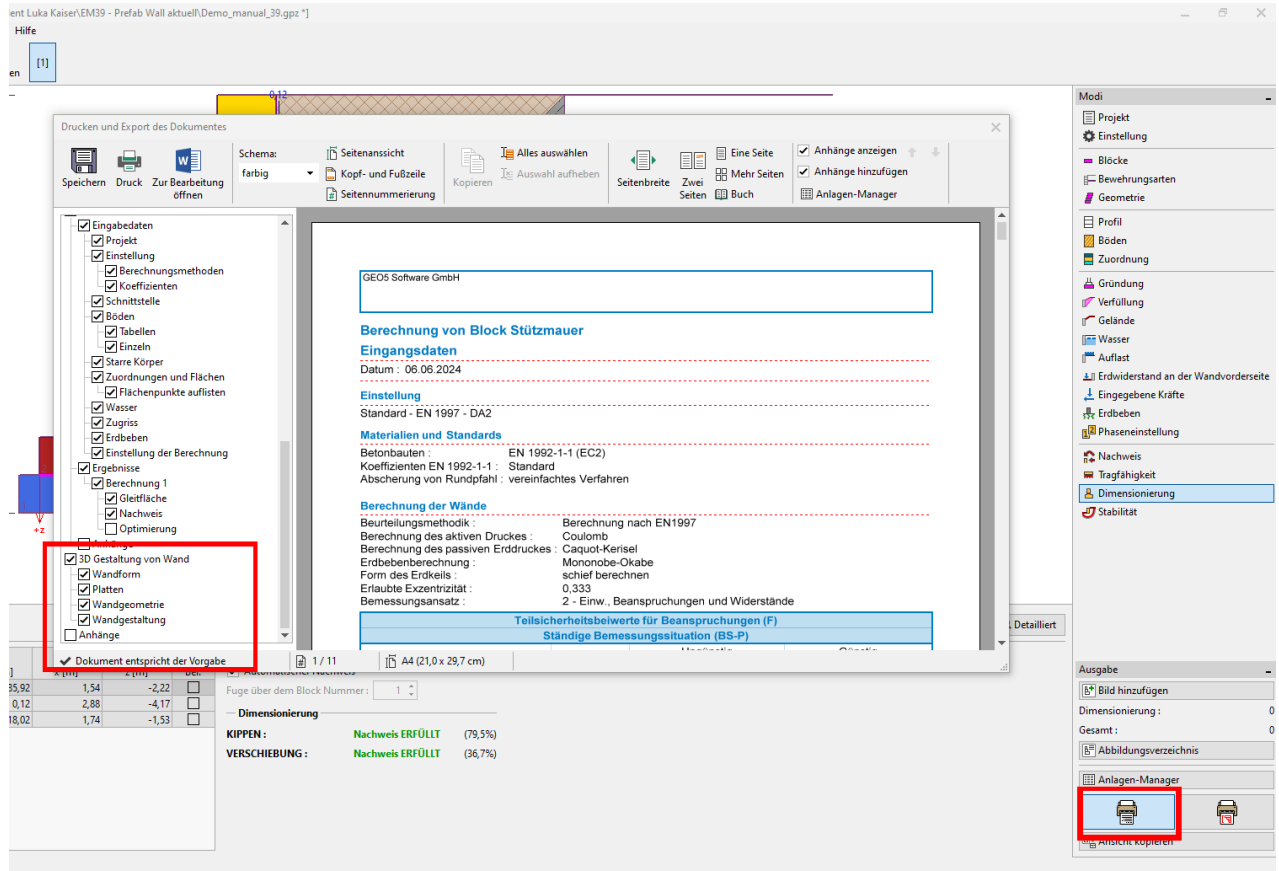 ent Luka Kaiser\EM39 - Prefab Wall aktuell\Demo_manual_39.gpz *]
Hilfe
en
[1]
0,12
+z
Drucken und Export des Dokumentes
Speichern
Druck
Zur Bearbeitung öffnen
Schema:
farbig
Seitenansicht
Kopf- und Fußzeile
Seitennummerierung
Kopieren
Alles auswählen
Auswahl aufheben
Seitenbreite
Zwei Seiten
Eine Seite
Mehr Seiten
Buch
Anhänge anzeigen
Anhänge hinzufügen
Anlagen-Manager
Eingabedaten
Projekt
Einstellung
Berechnungsmethoden
Koeffizienten
Schnittstelle
Böden
Tabellen
Einzeln
Starre Körper
Zuordnungen und Flächen
Flächenpunkte auflisten
Wasser
Zugriss
Erdbeben
Einstellung der Berechnung
Ergebnisse
Berechnung 1
Gleitfläche
Nachweis
Optimierung
Anhänge
3D Gestaltung von Wand
Wandform
Platten
Wandgeometrie
Wandgestaltung
Anhänge
Dokument entspricht der Vorgabe
1 / 11
A4 (21,0 x 29,7 cm)
GEO5 Software GmbH
Berechnung von Block Stützmauer
Eingangsdaten
Datum : 06.06.2024
Einstellung
Standard - EN 1997 - DA2
Materialien und Standards
Betonbauten : EN 1992-1-1 (EC2)
Koeffizienten EN 1992-1-1 : Standard
Abscherung von Rundpfahl : vereinfachtes Verfahren
Berechnung der Wände
Beurteilungsmethodik : Berechnung nach EN1997
Berechnung des aktiven Druckes : Coulomb
Berechnung des passiven Erddruckes : Caquot-Kerisel
Erdbebenberechnung : Mononobe-Okabe
Form des Erdkeils : schief berechnen
Erlaubte Exzentrizität : 0,333
Bemessungsansatz : 2 - Einw., Beanspruchungen und Widerstände
Teilsicherheitsbeiwerte für Beanspruchungen (F)
Ständige Bemessungssituation (BS-P)
Detailliert
x [m] z [m]
35,92 1,54 -2,22
0,12 2,88 -4,17
18,02 1,74 -1,53
Automatischer Nachweis
Fuge über dem Block Nummer : 1
Dimensionierung
KIPPEN : Nachweis ERFÜLLT (79,5%)
VERSCHIEBUNG : Nachweis ERFÜLLT (36,7%)
Modi
Projekt
Einstellung
Blöcke
Bewehrungsarten
Geometrie
Profil
Böden
Zuordnung
Gründung
Verfüllung
Gelände
Wasser
Auflast
Erdwiderstand an der Wandvorderseite
Eingegebene Kräfte
Erdbeben
Phaseneinstellung
Nachweis
Tragfähigkeit
Dimensionierung
Stabilität
Ausgabe
Bild hinzufügen
Dimensionierung : 0
Gesamt : 0
Abbildungsverzeichnis
Anlagen-Manager
Ansicht kopieren